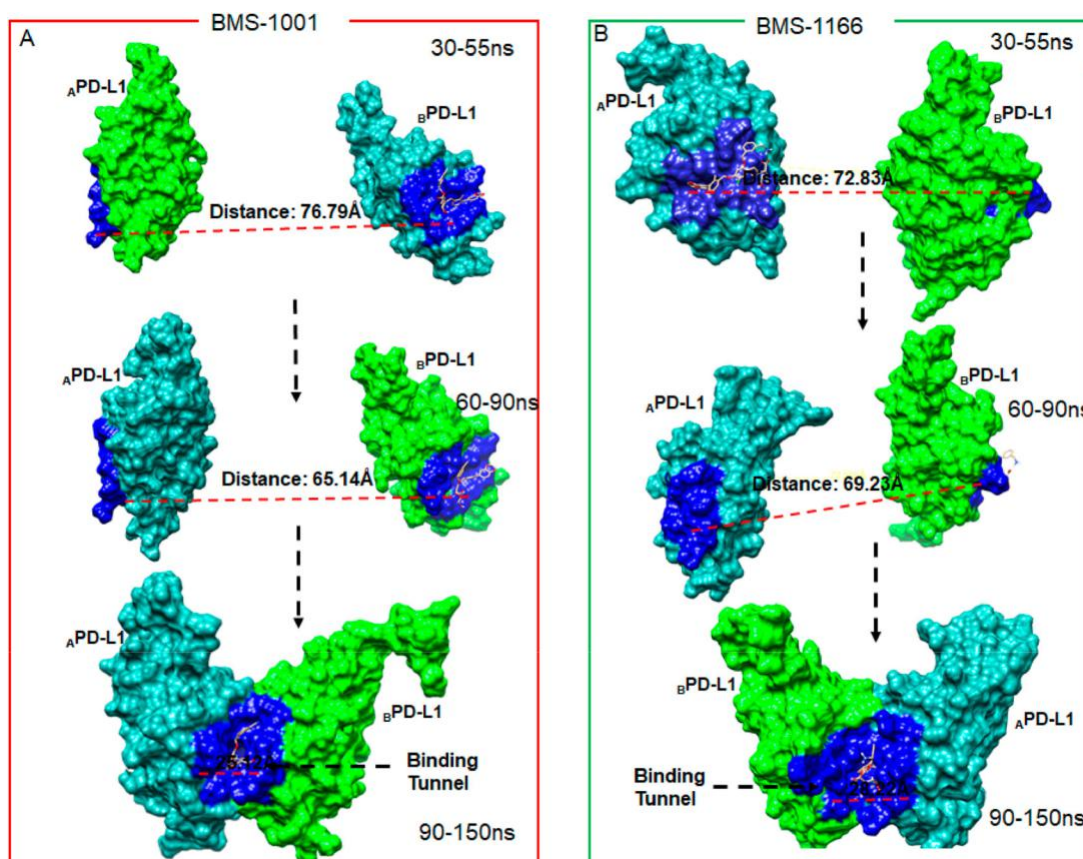 BMS-1001
A
30-55ns
APD-L1
BPD-L1
Distance: 76.79Å
APD-L1
BPD-L1
60-90ns
Distance: 65.14Å
APD-L1
BPD-L1
25.12Å
Binding
Tunnel
90-150ns
BMS-1166
B
30-55ns
APD-L1
BPD-L1
Distance: 72.83Å
BPD-L1
APD-L1
60-90ns
Distance: 69.23Å
BPD-L1
APD-L1
Binding
Tunnel
90-150ns